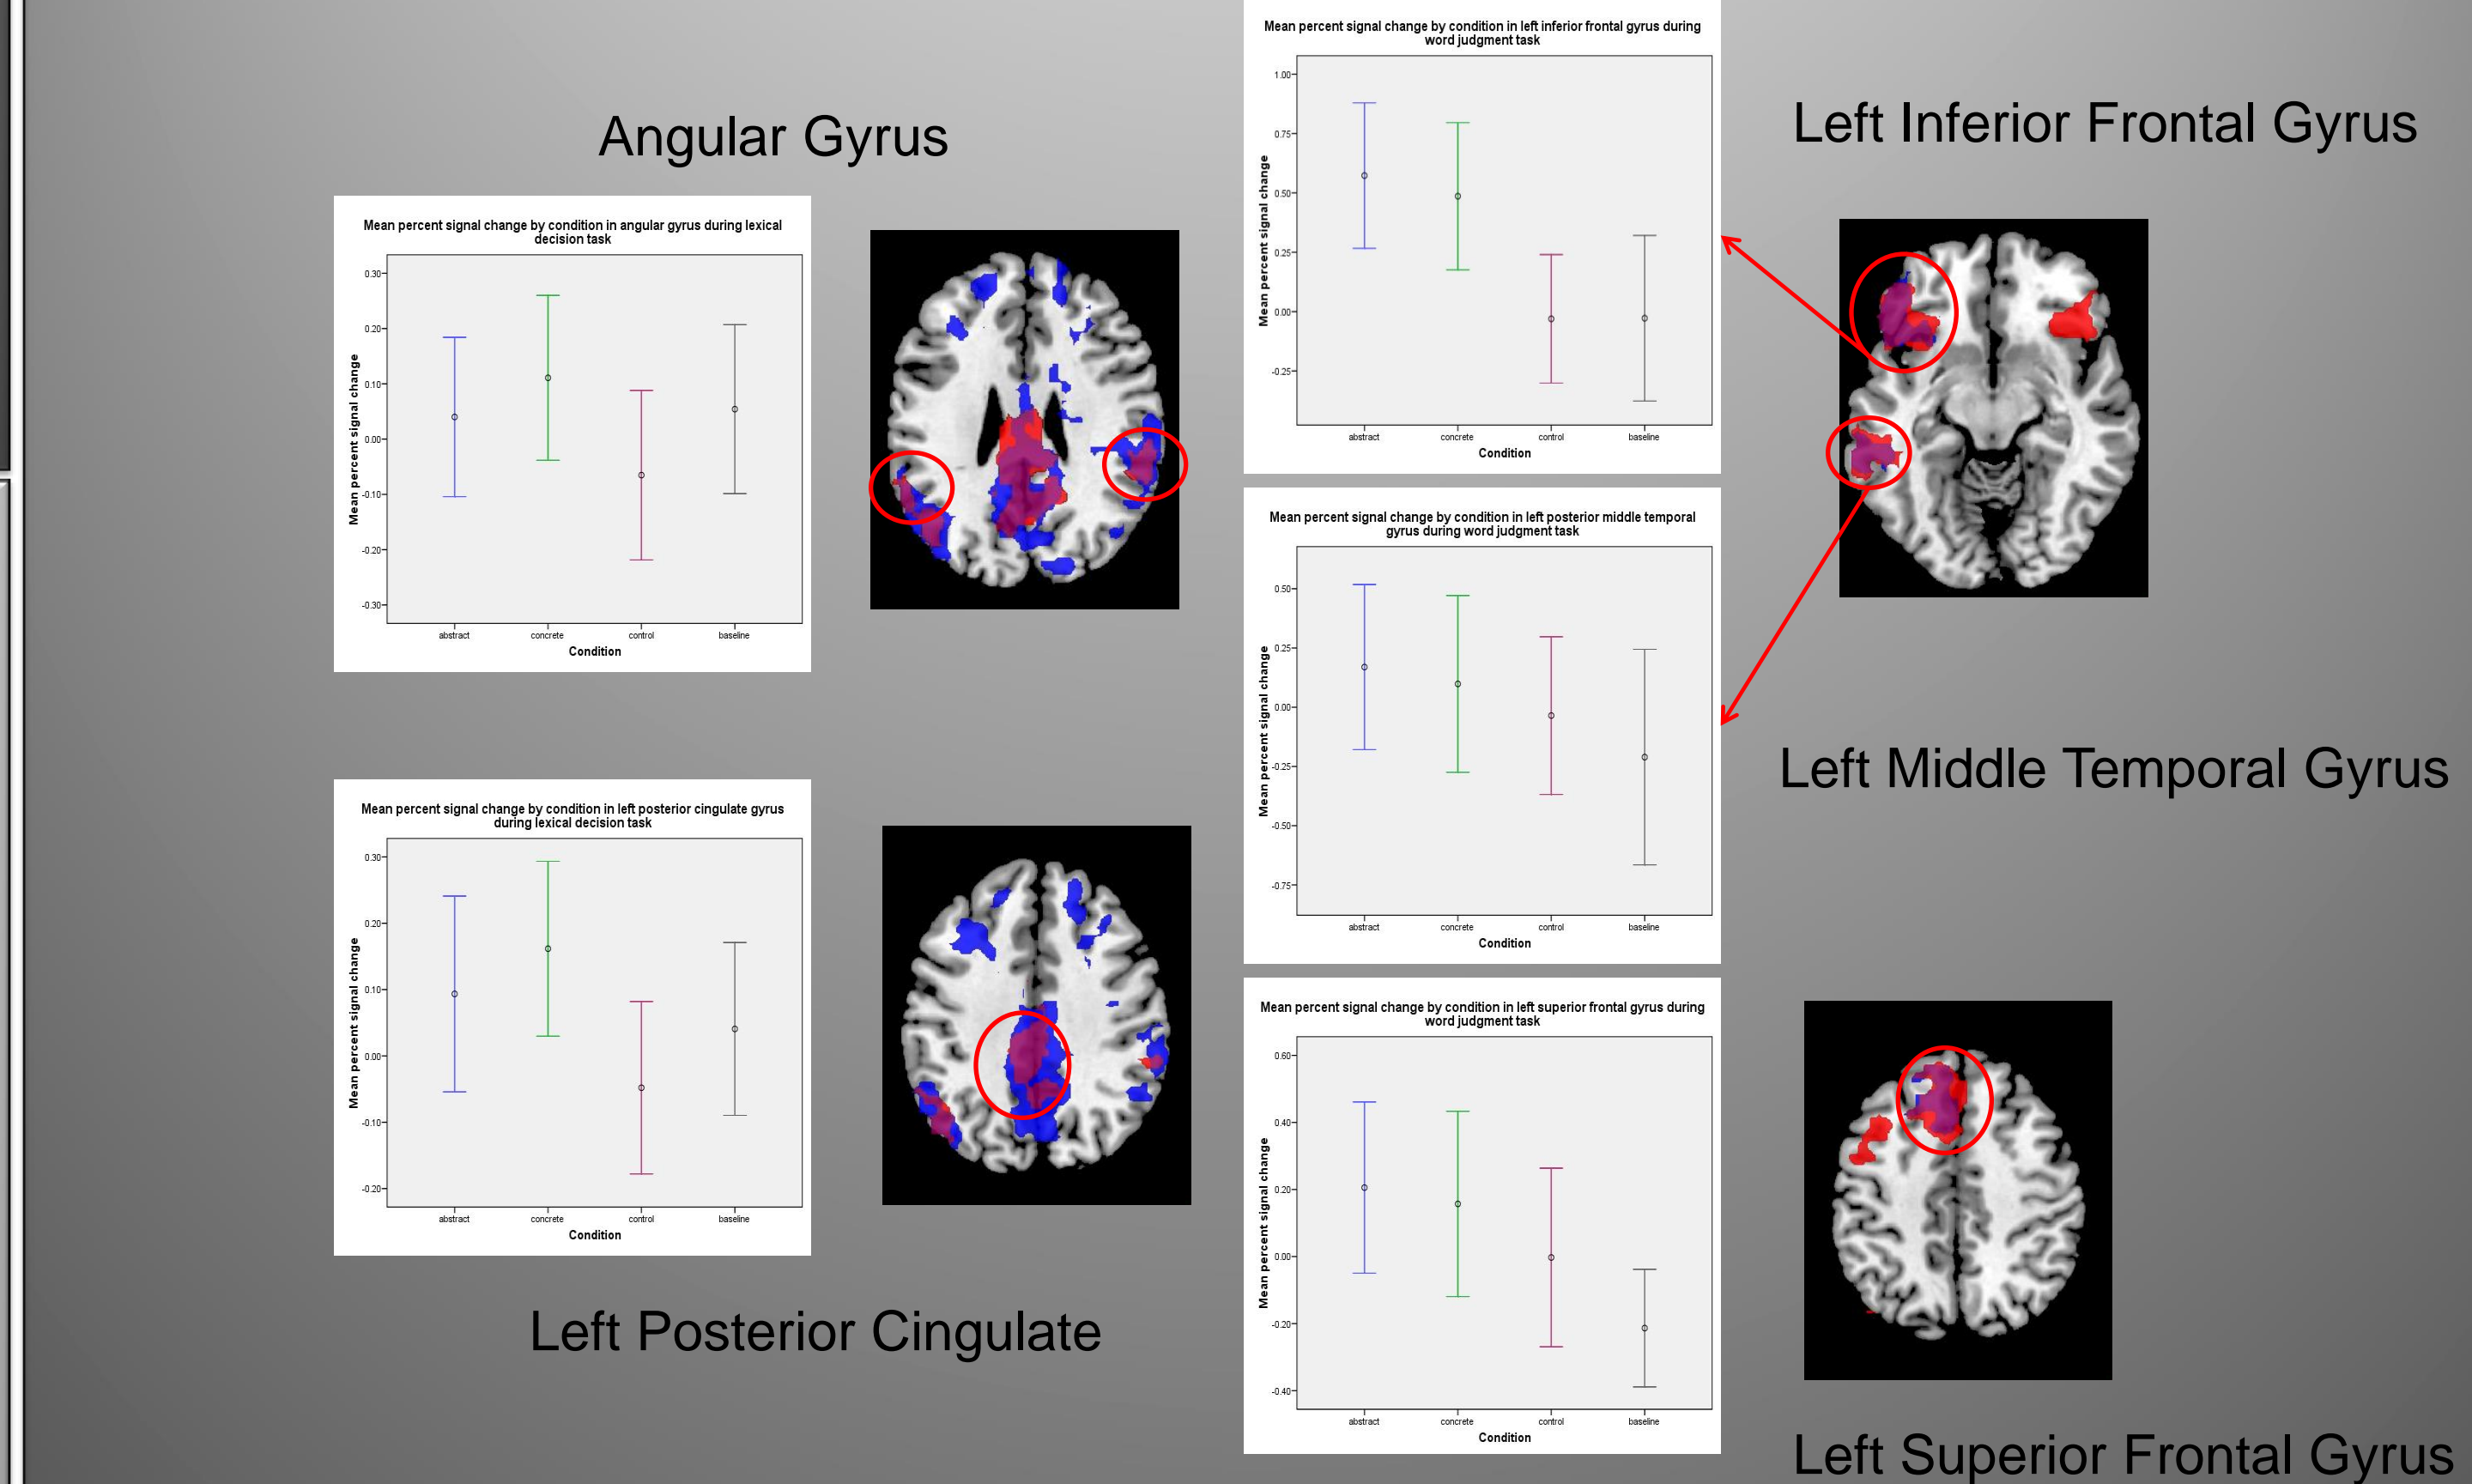 Angular Gyrus
Mean percent signal change by condition in angular gyrus during lexical
decision task
Mean percent signal change
0.30
0.20
0.10
0.00
-0.10
-0.20
-0.30
abstract concrete control baseline
Condition
Mean percent signal change by condition in left posterior cingulate gyrus
during lexical decision task
Mean percent signal change
0.30
0.20
0.10
0.00
-0.10
-0.20
abstract concrete control baseline
Condition
Left Posterior Cingulate
Mean percent signal change by condition in left inferior frontal gyrus during
word judgment task
Mean percent signal change
1.00
0.75
0.50
0.25
0.00
-0.25
abstract concrete control baseline
Condition
Left Inferior Frontal Gyrus
Mean percent signal change by condition in left posterior middle temporal
gyrus during word judgment task
Mean percent signal change
0.50
0.25
0.00
-0.25
-0.50
-0.75
abstract concrete control baseline
Condition
Left Middle Temporal Gyrus
Mean percent signal change by condition in left superior frontal gyrus during
word judgment task
Mean percent signal change
0.60
0.40
0.20
0.00
-0.20
-0.40
abstract concrete control baseline
Condition
Left Superior Frontal Gyrus